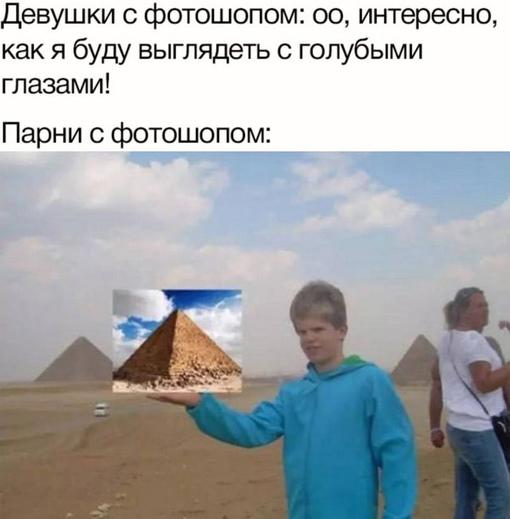 Девушки с фотошопом: оо, интересно,
как я буду выглядеть с голубыми
глазами!
Парни с фотошопом: